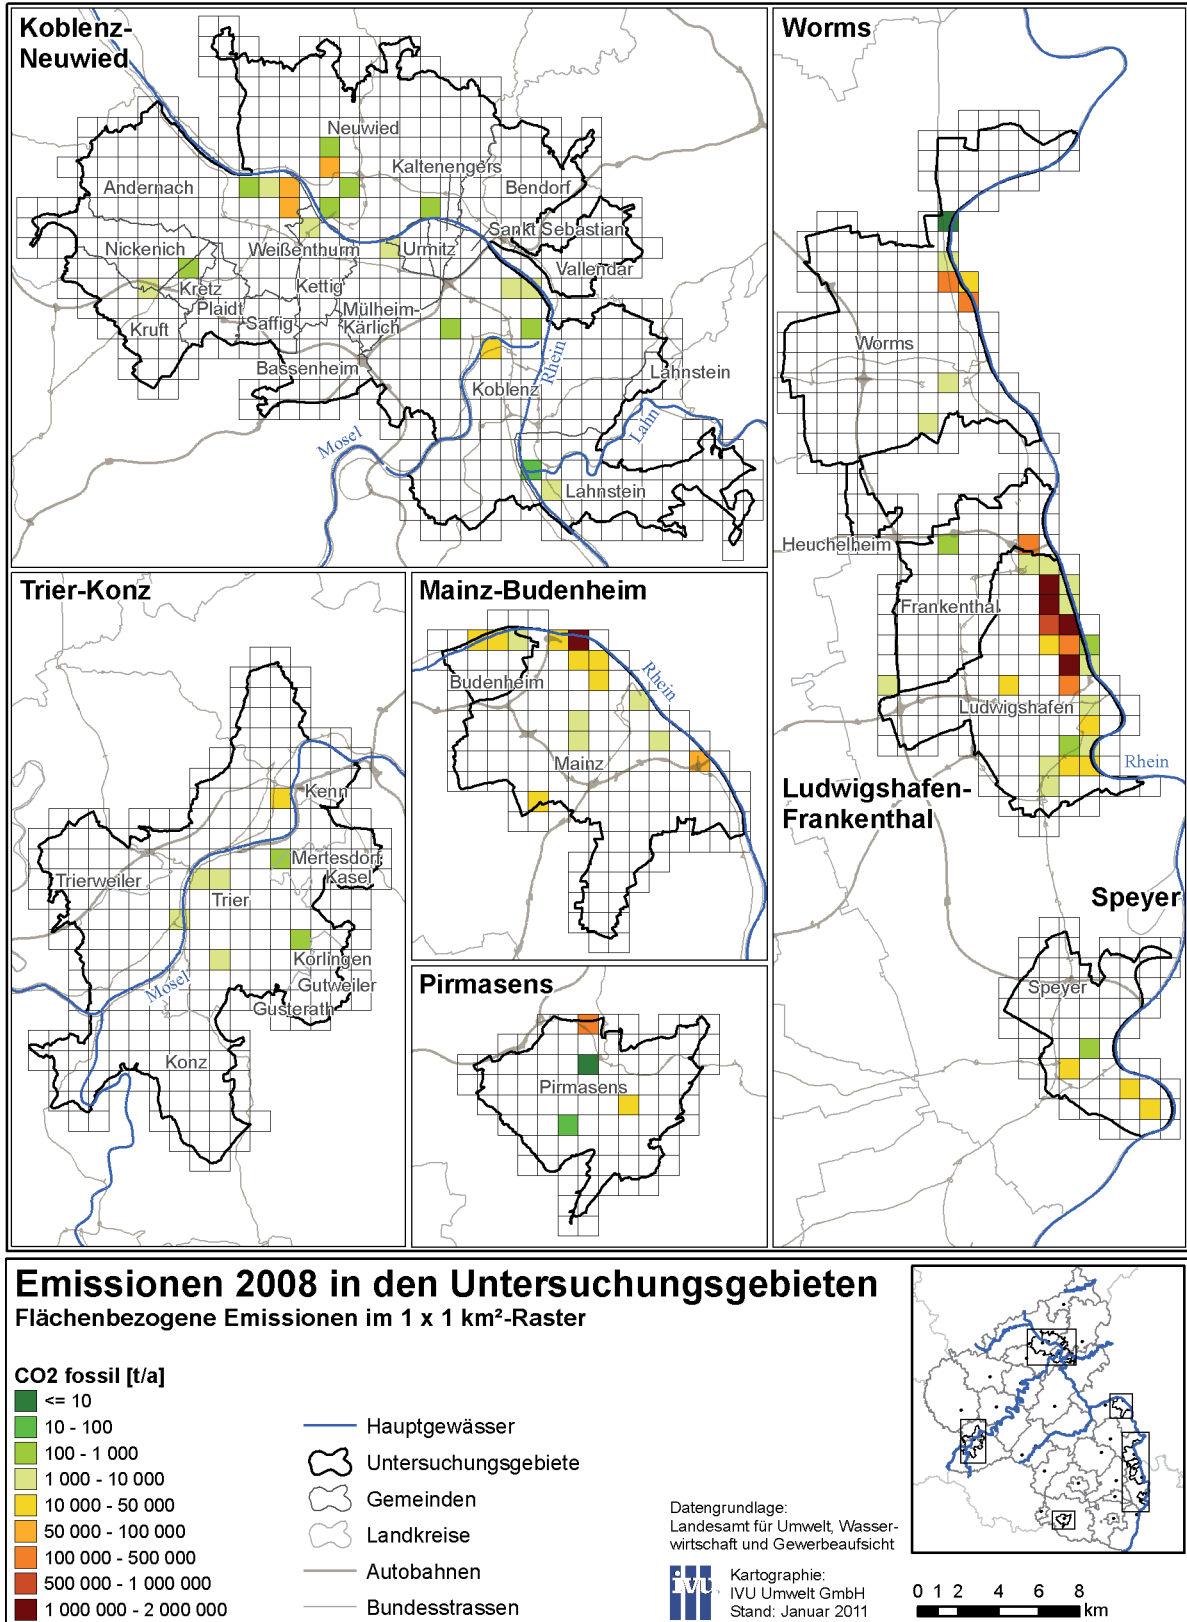 Koblenz-
Neuwied
Neuwied
Kaltenengers
Andernach
Bendorf
Sankt Sebastian
Nickenich
Weißenthurm
Urmitz
Vallendar
Kretz
Kettig
Plaidt
Mülheim-
Kärlich
Saffig
Kruft
Bassenheim
Koblenz
Rhein
Lahnstein
Mosel
Lahn
Lahnstein
Worms
Worms
Heuchelheim
Frankenthal
Ludwigshafen
Rhein
Ludwigshafen-
Frankenthal
Speyer
Speyer
Trier-Konz
Kenn
Mertesdorf
Kasel
Trierweiler
Trier
Korlingen
Mosel
Gutweiler
Gusterath
Konz
Mainz-Budenheim
Rhein
Budenheim
Mainz
Pirmasens
Pirmasens
Emissionen 2008 in den Untersuchungsgebieten
Flächenbezogene Emissionen im 1 x 1 km²-Raster
CO2 fossil [t/a]
<= 10
10 - 100
100 - 1 000
1 000 - 10 000
10 000 - 50 000
50 000 - 100 000
100 000 - 500 000
500 000 - 1 000 000
1 000 000 - 2 000 000
Hauptgewässer
Untersuchungsgebiete
Gemeinden
Landkreise
Autobahnen
Bundesstrassen
Datengrundlage:
Landesamt für Umwelt, Wasser-
wirtschaft und Gewerbeaufsicht
ivu
Kartographie:
IVU Umwelt GmbH
Stand: Januar 2011
0 1 2 4 6 8
km